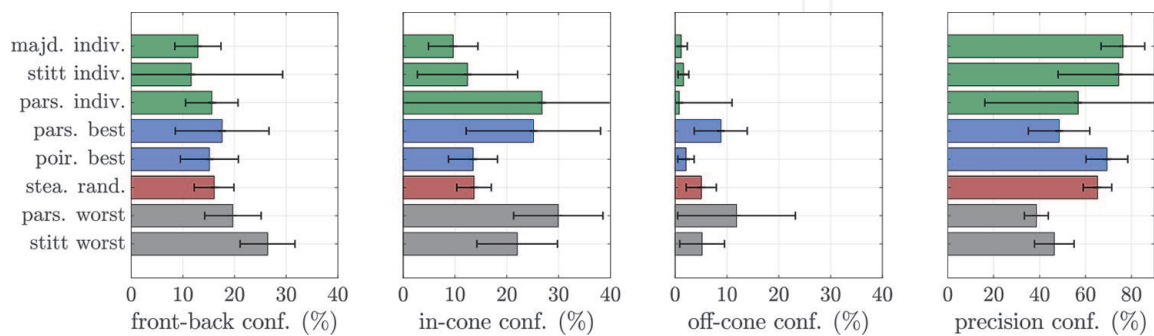 majd. indiv.
stitt indiv.
pars. indiv.
pars. best
poir. best
stea. rand.
pars. worst
stitt worst
0 10 20 30 40
front-back conf. (%)
0 10 20 30 40
in-cone conf. (%)
0 10 20 30 40
off-cone conf. (%)
0 20 40 60 80
precision conf. (%)